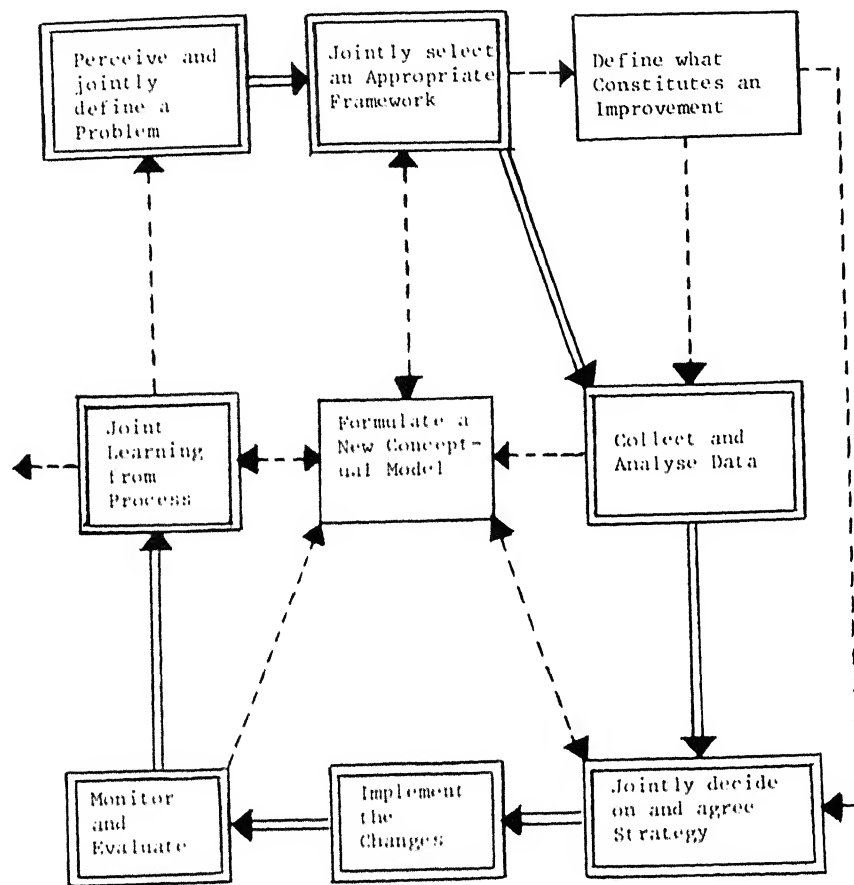 Perceive and
jointly
define a
Problem
Jointly select
an Appropriate
Framework
Define what
Constitutes an
Improvement
Joint
Learning
from
Process
Formulate a
New Concept-
ual Model
Collect and
Analyse Data
Monitor
and
Evaluate
Implement
the
Changes
Jointly decide
on and agree
Strategy